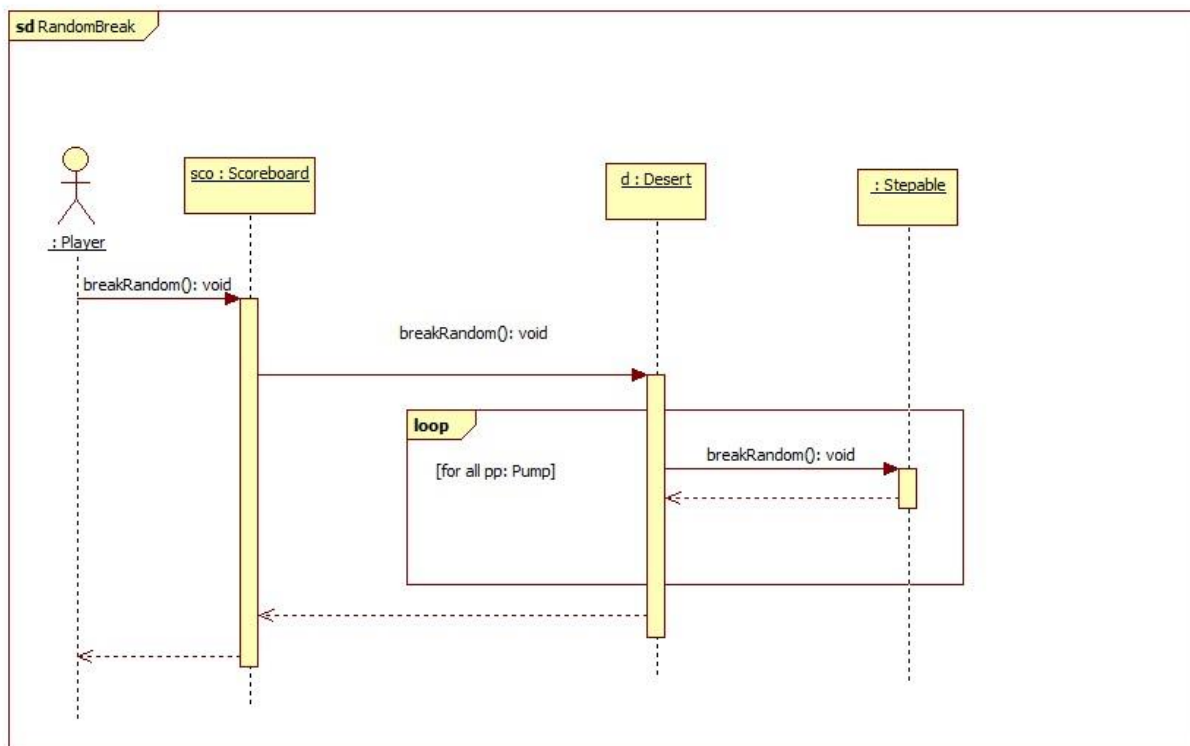 sd RandomBreak
sco : Scoreboard
d : Desert
: Stepable
: Player
breakRandom(): void
breakRandom(): void
loop
breakRandom(): void
[for all pp: Pump]